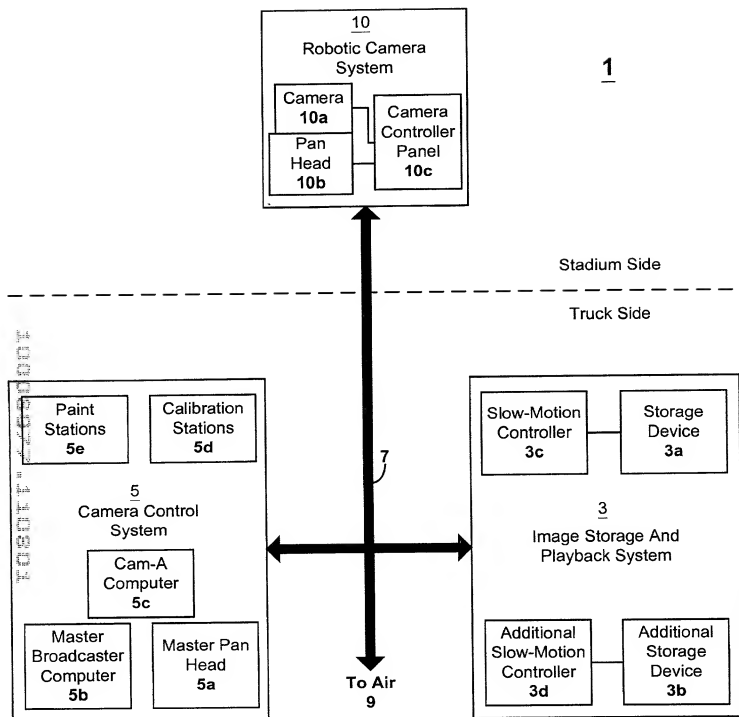 10
Robotic Camera
System
1
Camera
10a
Camera
Controller
Panel
10c
Pan
Head
10b
Stadium Side
Truck Side
Paint
Stations
5e
Calibration
Stations
5d
5
Camera Control
System
Cam-A
Computer
5c
Master
Broadcaster
Computer
5b
Master Pan
Head
5a
7
To Air
9
Slow-Motion
Controller
3c
Storage
Device
3a
3
Image Storage And
Playback System
Additional
Slow-Motion
Controller
3d
Additional
Storage
Device
3b